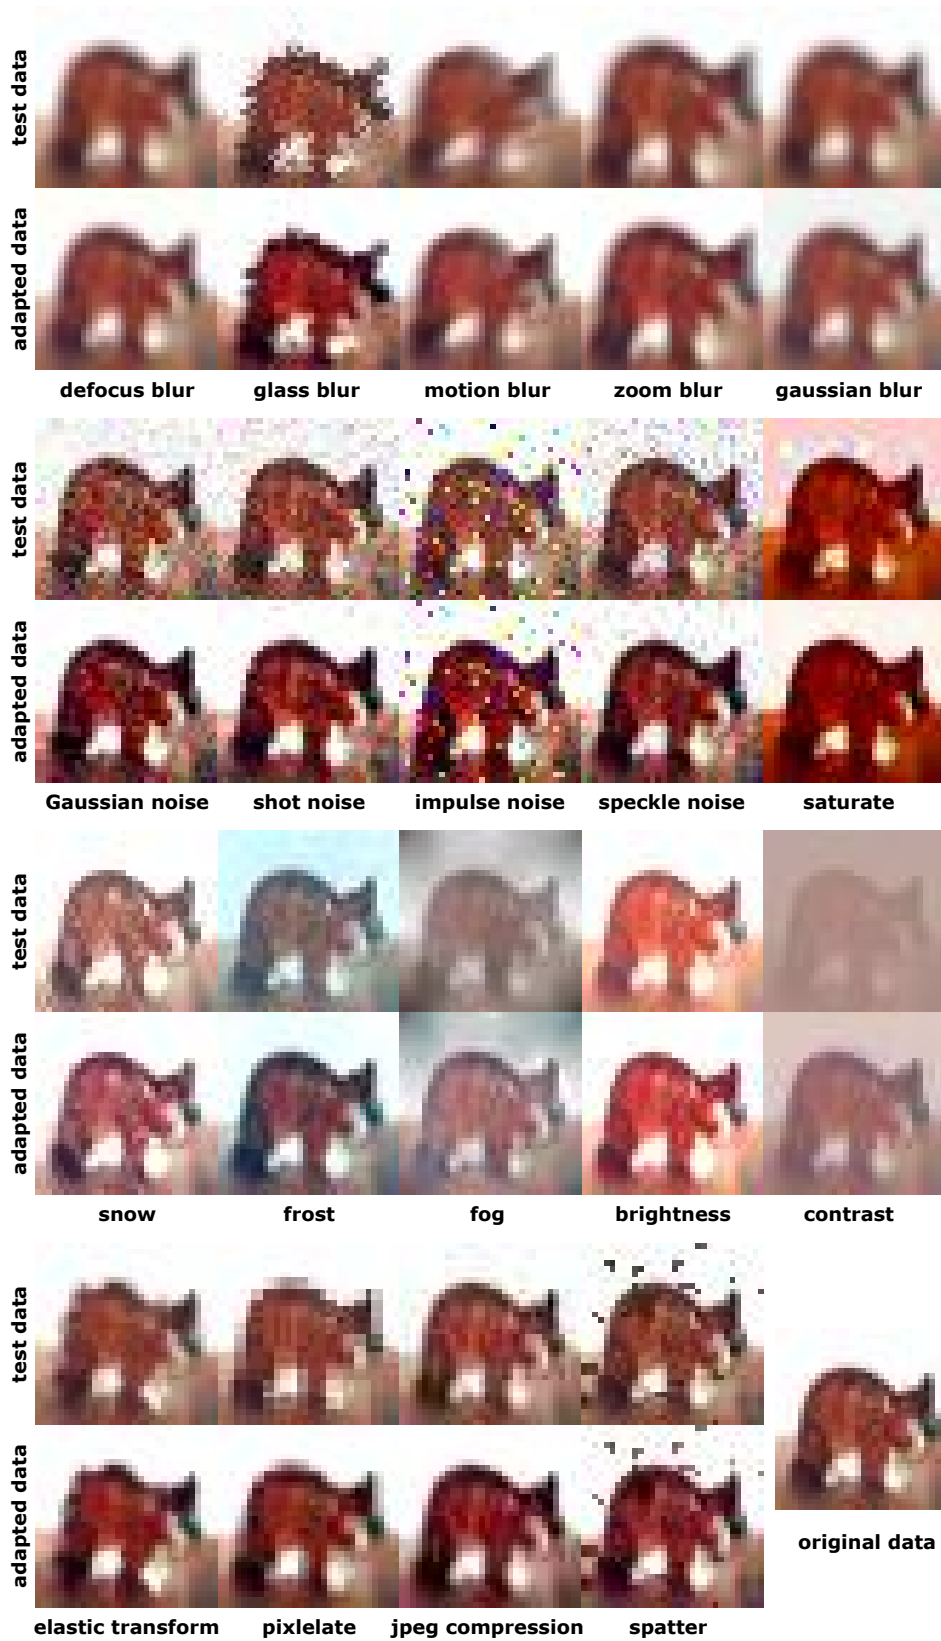 test data
adapted data
defocus blur glass blur motion blur zoom blur gaussian blur
test data
adapted data
Gaussian noise shot noise impulse noise speckle noise saturate
test data
adapted data
snow frost fog brightness contrast
test data
adapted data
original data
elastic transform pixlelate jpeg compression spatter